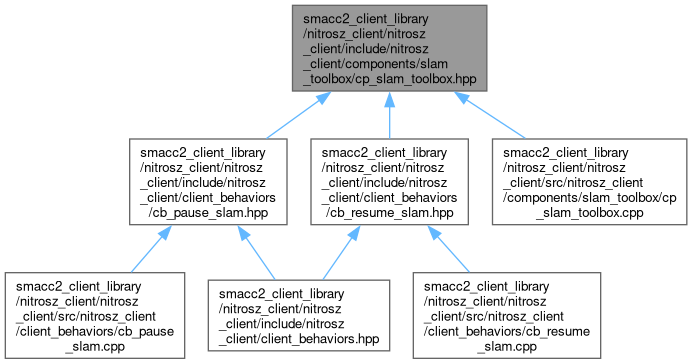 smacc2_client_library
/nitrosz_client/nitrosz
_client/include/nitrosz
_client/components/slam
_toolbox/cp_slam_toolbox.hpp
smacc2_client_library
/nitrosz_client/nitrosz
_client/include/nitrosz
_client/client_behaviors
/cb_pause_slam.hpp
smacc2_client_library
/nitrosz_client/nitrosz
_client/include/nitrosz
_client/client_behaviors
/cb_resume_slam.hpp
smacc2_client_library
/nitrosz_client/nitrosz
_client/src/nitrosz_client
/components/slam_toolbox/cp
_slam_toolbox.cpp
smacc2_client_library
/nitrosz_client/nitrosz
_client/src/nitrosz_client
/client_behaviors/cb_pause
_slam.cpp
smacc2_client_library
/nitrosz_client/nitrosz
_client/include/nitrosz
_client/client_behaviors.hpp
smacc2_client_library
/nitrosz_client/nitrosz
_client/src/nitrosz_client
/client_behaviors/cb_resume
_slam.cpp